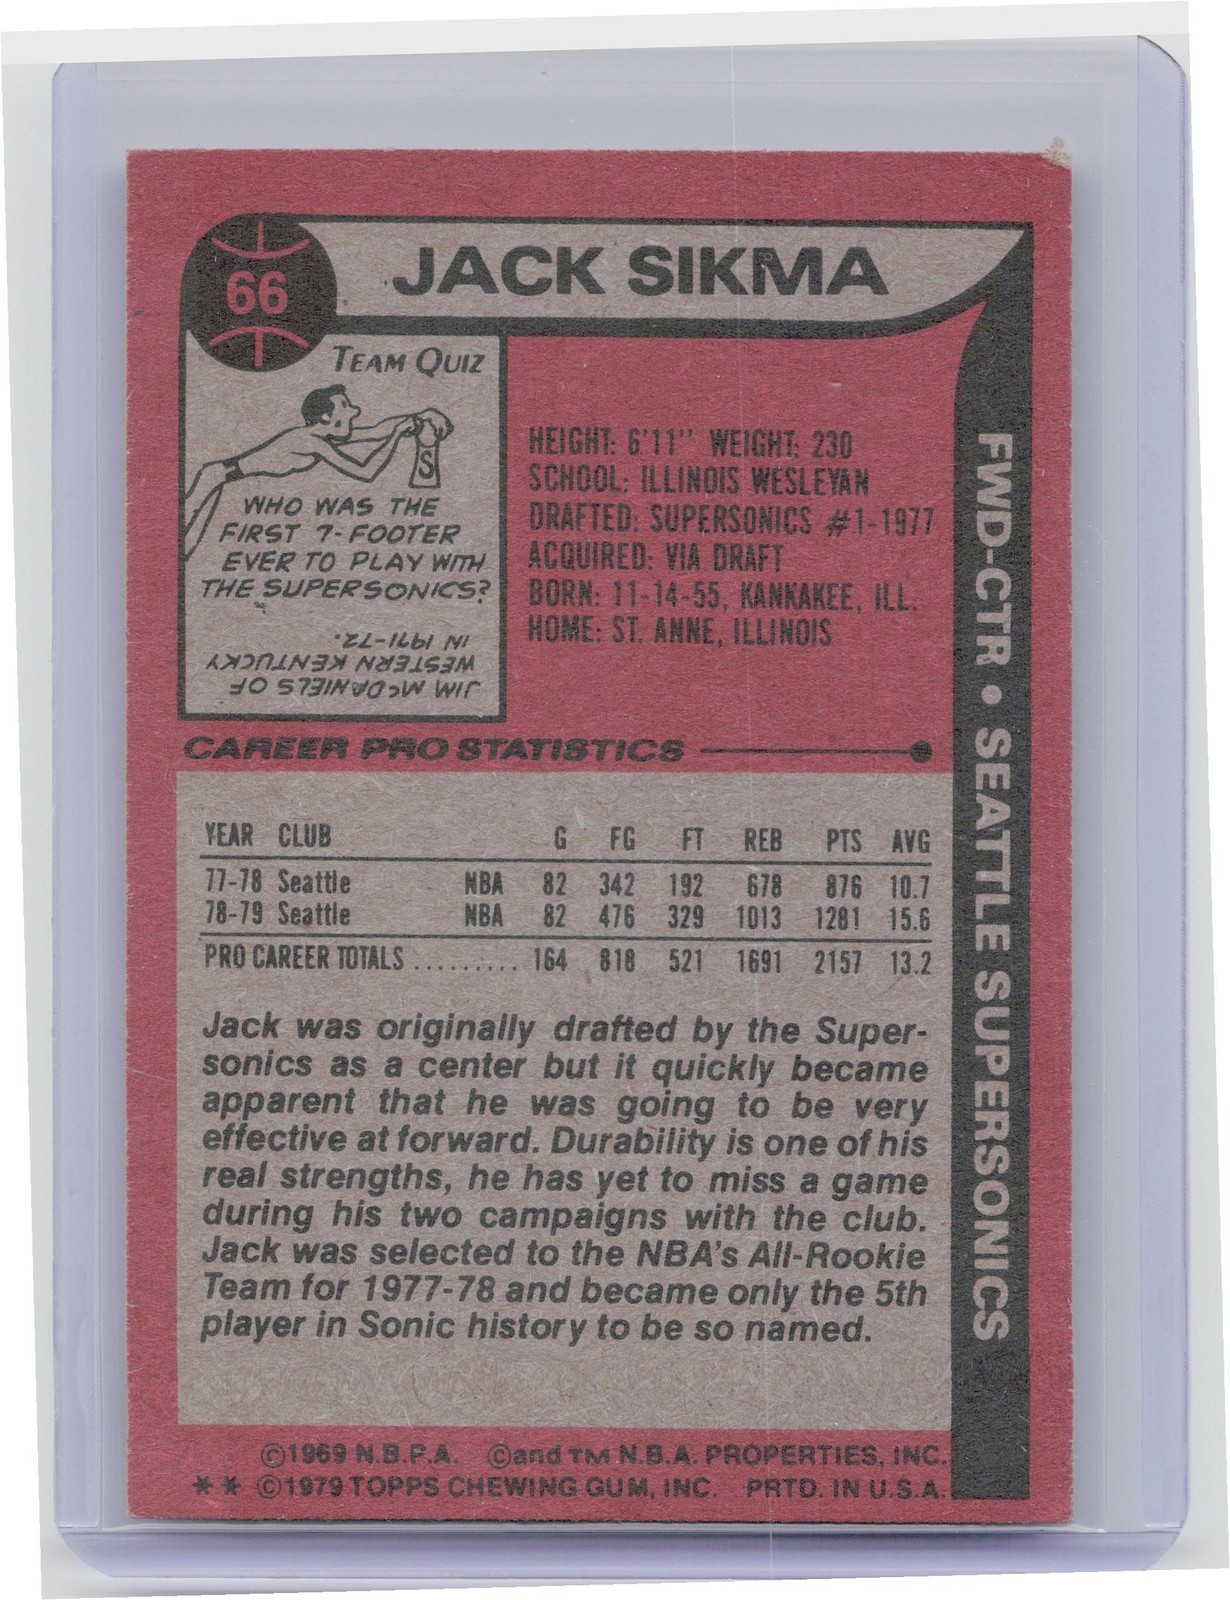 66
JACK SIKMA
TEAM QUIZ
S
WHO WAS THE
FIRST 7-FOOTER
EVER TO PLAY WITH
THE SUPERSONICS?
JIM McDANIELS OF
WESTERN KENTUCKY
IN 1971-72.
HEIGHT: 6'11" WEIGHT: 230
SCHOOL: ILLINOIS WESLEYAN
DRAFTED: SUPERSONICS #1-1977
ACQUIRED: VIA DRAFT
BORN: 11-14-55, KANKAKEE, ILL.
HOME: ST. ANNE, ILLINOIS
FWD-CTR • SEATTLE SUPERSONICS
CAREER PRO STATISTICS
YEAR CLUB G FG FT REB PTS AVG
77-78 Seattle NBA 82 342 192 678 876 10.7
78-79 Seattle NBA 82 476 329 1013 1281 15.6
PRO CAREER TOTALS .......... 164 818 521 1691 2157 13.2
Jack was originally drafted by the Super-
sonics as a center but it quickly became
apparent that he was going to be very
effective at forward. Durability is one of his
real strengths, he has yet to miss a game
during his two campaigns with the club.
Jack was selected to the NBA's All-Rookie
Team for 1977-78 and became only the 5th
player in Sonic history to be so named.
©1969 N.B.P.A. ©and TM N.B.A. PROPERTIES, INC.
** ©1979 TOPPS CHEWING GUM, INC. PRTD. IN U.S.A.